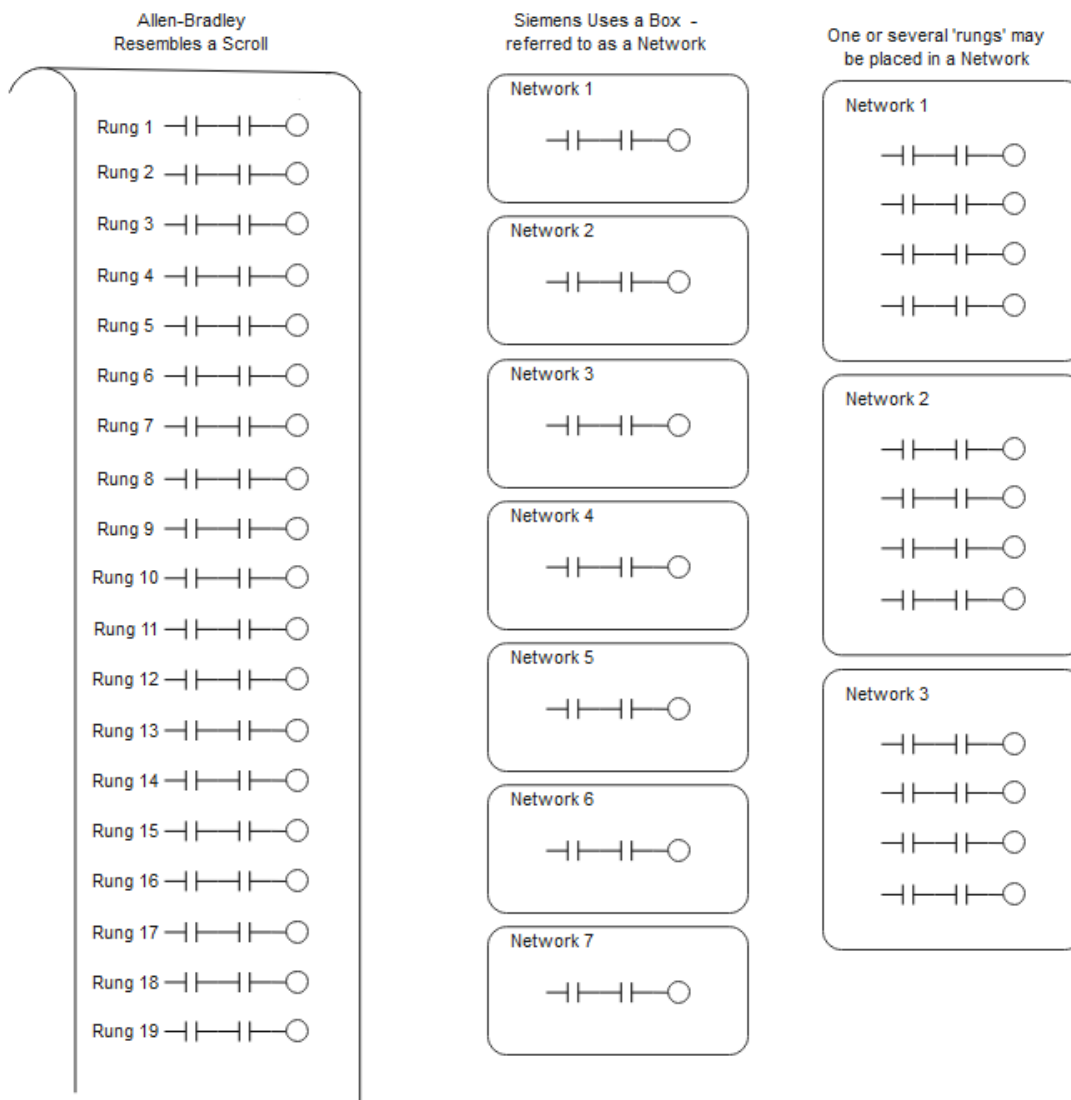 Allen-Bradley
Resembles a Scroll
Rung 1
Rung 2
Rung 3
Rung 4
Rung 5
Rung 6
Rung 7
Rung 8
Rung 9
Rung 10
Rung 11
Rung 12
Rung 13
Rung 14
Rung 15
Rung 16
Rung 17
Rung 18
Rung 19
Siemens Uses a Box -
referred to as a Network
Network 1
Network 2
Network 3
Network 4
Network 5
Network 6
Network 7
One or several 'rungs' may
be placed in a Network
Network 1
Network 2
Network 3